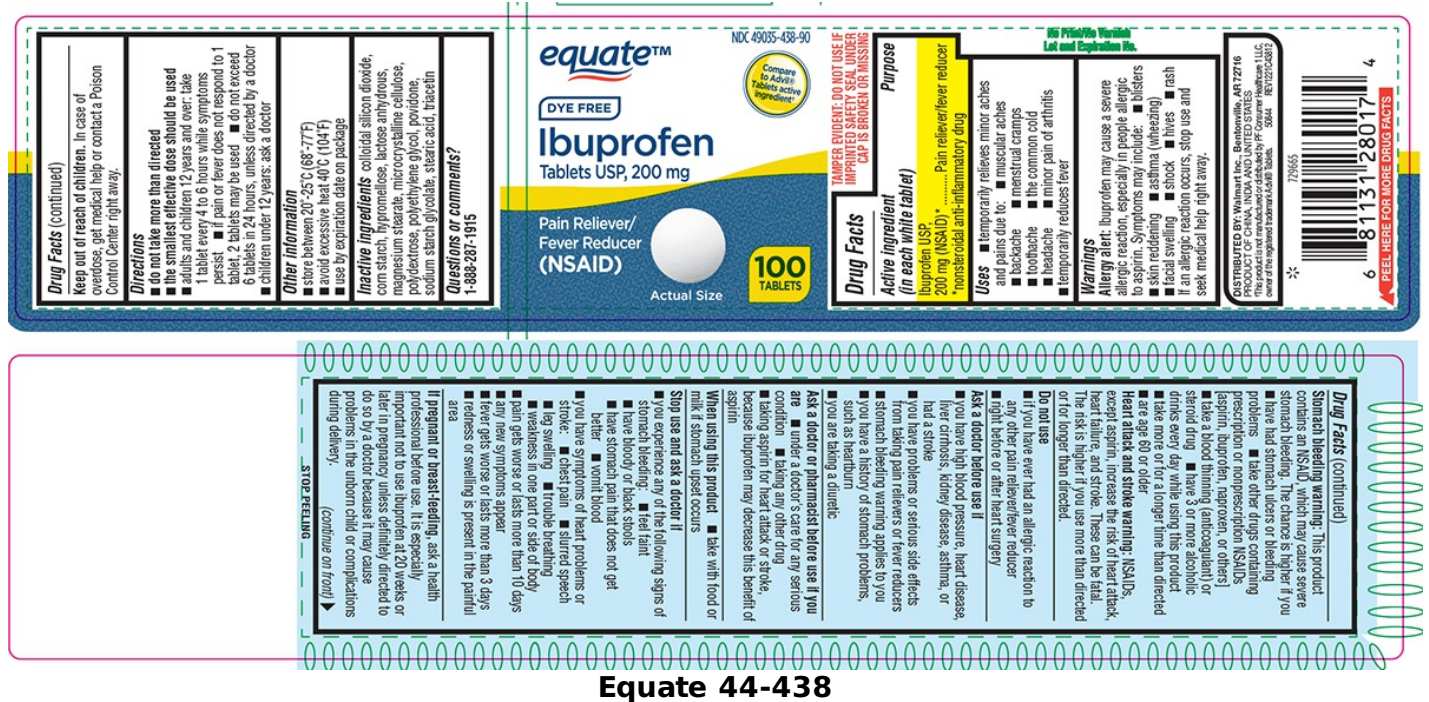 Drug Facts (continued)
Keep out of reach of children. In case of
overdose, get medical help or contact a Poison
Control Center right away.
Directions
■ do not take more than directed
■ the smallest effective dose should be used
■ adults and children 12 years and over: take
1 tablet every 4 to 6 hours while symptoms
persist ■ if pain or fever does not respond to 1
tablet, 2 tablets may be used ■ do not exceed
6 tablets in 24 hours, unless directed by a doctor
■ children under 12 years: ask a doctor
Other information
■ store between 20°-25°C (68°-77°F)
■ avoid excessive heat 40°C (104°F)
■ use by expiration date on package
Inactive ingredients colloidal silicon dioxide,
corn starch, hypromellose, lactose anhydrous,
magnesium stearate, microcrystalline cellulose,
polydextrose, polyethylene glycol, povidone,
sodium starch glycolate, stearic acid, triacetin
Questions or comments?
1-888-287-1915
NDC 49035-438-90
equate™
Compare
to Advil®
Tablets active
ingredient†
DYE FREE
Ibuprofen
Tablets USP, 200 mg
Pain Reliever/
Fever Reducer
(NSAID)
Actual Size
100
TABLETS
TAMPER EVIDENT: DO NOT USE IF
IMPRINTED SAFETY SEAL UNDER
CAP IS BROKEN OR MISSING
Drug Facts
Active ingredient Purpose
(in each white tablet)
Ibuprofen USP,
200 mg (NSAID)* .......... Pain reliever/fever reducer
*nonsteroidal anti-inflammatory drug
Uses ■ temporarily relieves minor aches
and pains due to: ■ muscular aches
■ backache ■ menstrual cramps
■ toothache ■ the common cold
■ headache ■ minor pain of arthritis
■ temporarily reduces fever
Warnings
Allergy alert: Ibuprofen may cause a severe
allergic reaction, especially in people allergic
to aspirin. Symptoms may include: ■ blisters
■ skin reddening ■ asthma (wheezing)
■ facial swelling ■ shock ■ hives ■ rash
If an allergic reaction occurs, stop use and
seek medical help right away.
No Print/No Varnish
Lot and Expiration No.
DISTRIBUTED BY: Walmart Inc., Bentonville, AR 72716
PRODUCT OF CHINA, INDIA AND UNITED STATES
†This product is not manufactured or distributed by PF Consumer Healthcare 1 LLC,
owner of the registered trademark Advil® Tablets.
50844 REV1221C43812
729665
6 81131 28017 4
PEEL HERE FOR MORE DRUG FACTS
Drug Facts (continued)
Stomach bleeding warning: This product
contains an NSAID, which may cause severe
stomach bleeding. The chance is higher if you
■ have had stomach ulcers or bleeding
problems ■ take other drugs containing
prescription or nonprescription NSAIDs
[aspirin, ibuprofen, naproxen, or others]
■ take a blood thinning (anticoagulant) or
steroid drug ■ have 3 or more alcoholic
drinks every day while using this product
■ take more or for a longer time than directed
■ are age 60 or older
Heart attack and stroke warning: NSAIDs,
except aspirin, increase the risk of heart attack,
heart failure, and stroke. These can be fatal.
The risk is higher if you use more than directed
or for longer than directed.
Do not use
■ if you have ever had an allergic reaction to
any other pain reliever/fever reducer
■ right before or after heart surgery
Ask a doctor before use if
■ you have high blood pressure, heart disease,
liver cirrhosis, kidney disease, asthma, or
had a stroke
■ you have problems or serious side effects
from taking pain relievers or fever reducers
■ stomach bleeding warning applies to you
■ you have a history of stomach problems,
such as heartburn
■ you are taking a diuretic
Ask a doctor or pharmacist before use if you
are ■ under a doctor's care for any serious
condition ■ taking any other drug
■ taking aspirin for heart attack or stroke,
because ibuprofen may decrease this benefit of
aspirin
When using this product ■ take with food or
milk if stomach upset occurs
Stop use and ask a doctor if
■ you experience any of the following signs of
stomach bleeding: ■ feel faint
■ have bloody or black stools
■ have stomach pain that does not get
better ■ vomit blood
■ you have symptoms of heart problems or
stroke: ■ chest pain ■ slurred speech
■ leg swelling ■ trouble breathing
■ weakness in one part or side of body
■ pain gets worse or lasts more than 10 days
■ any new symptoms appear
■ fever gets worse or lasts more than 3 days
■ redness or swelling is present in the painful
area
If pregnant or breast-feeding, ask a health
professional before use. It is especially
important not to use ibuprofen at 20 weeks or
later in pregnancy unless definitely directed to
do so by a doctor because it may cause
problems in the unborn child or complications
during delivery.
(continue on front) ▶
STOP PEELING
Equate 44-438